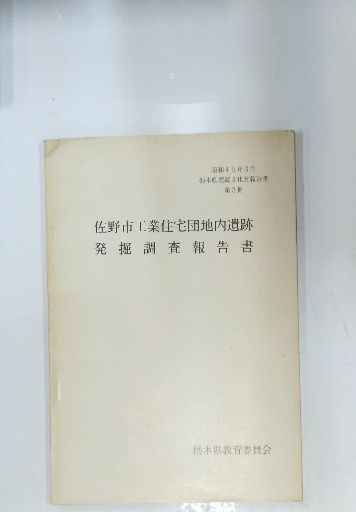 昭和45年3月
栃木県埋蔵文化財報告書
第3冊
佐野市工業住宅団地内遺跡
発掘調査報告書
栃木県教育委員会